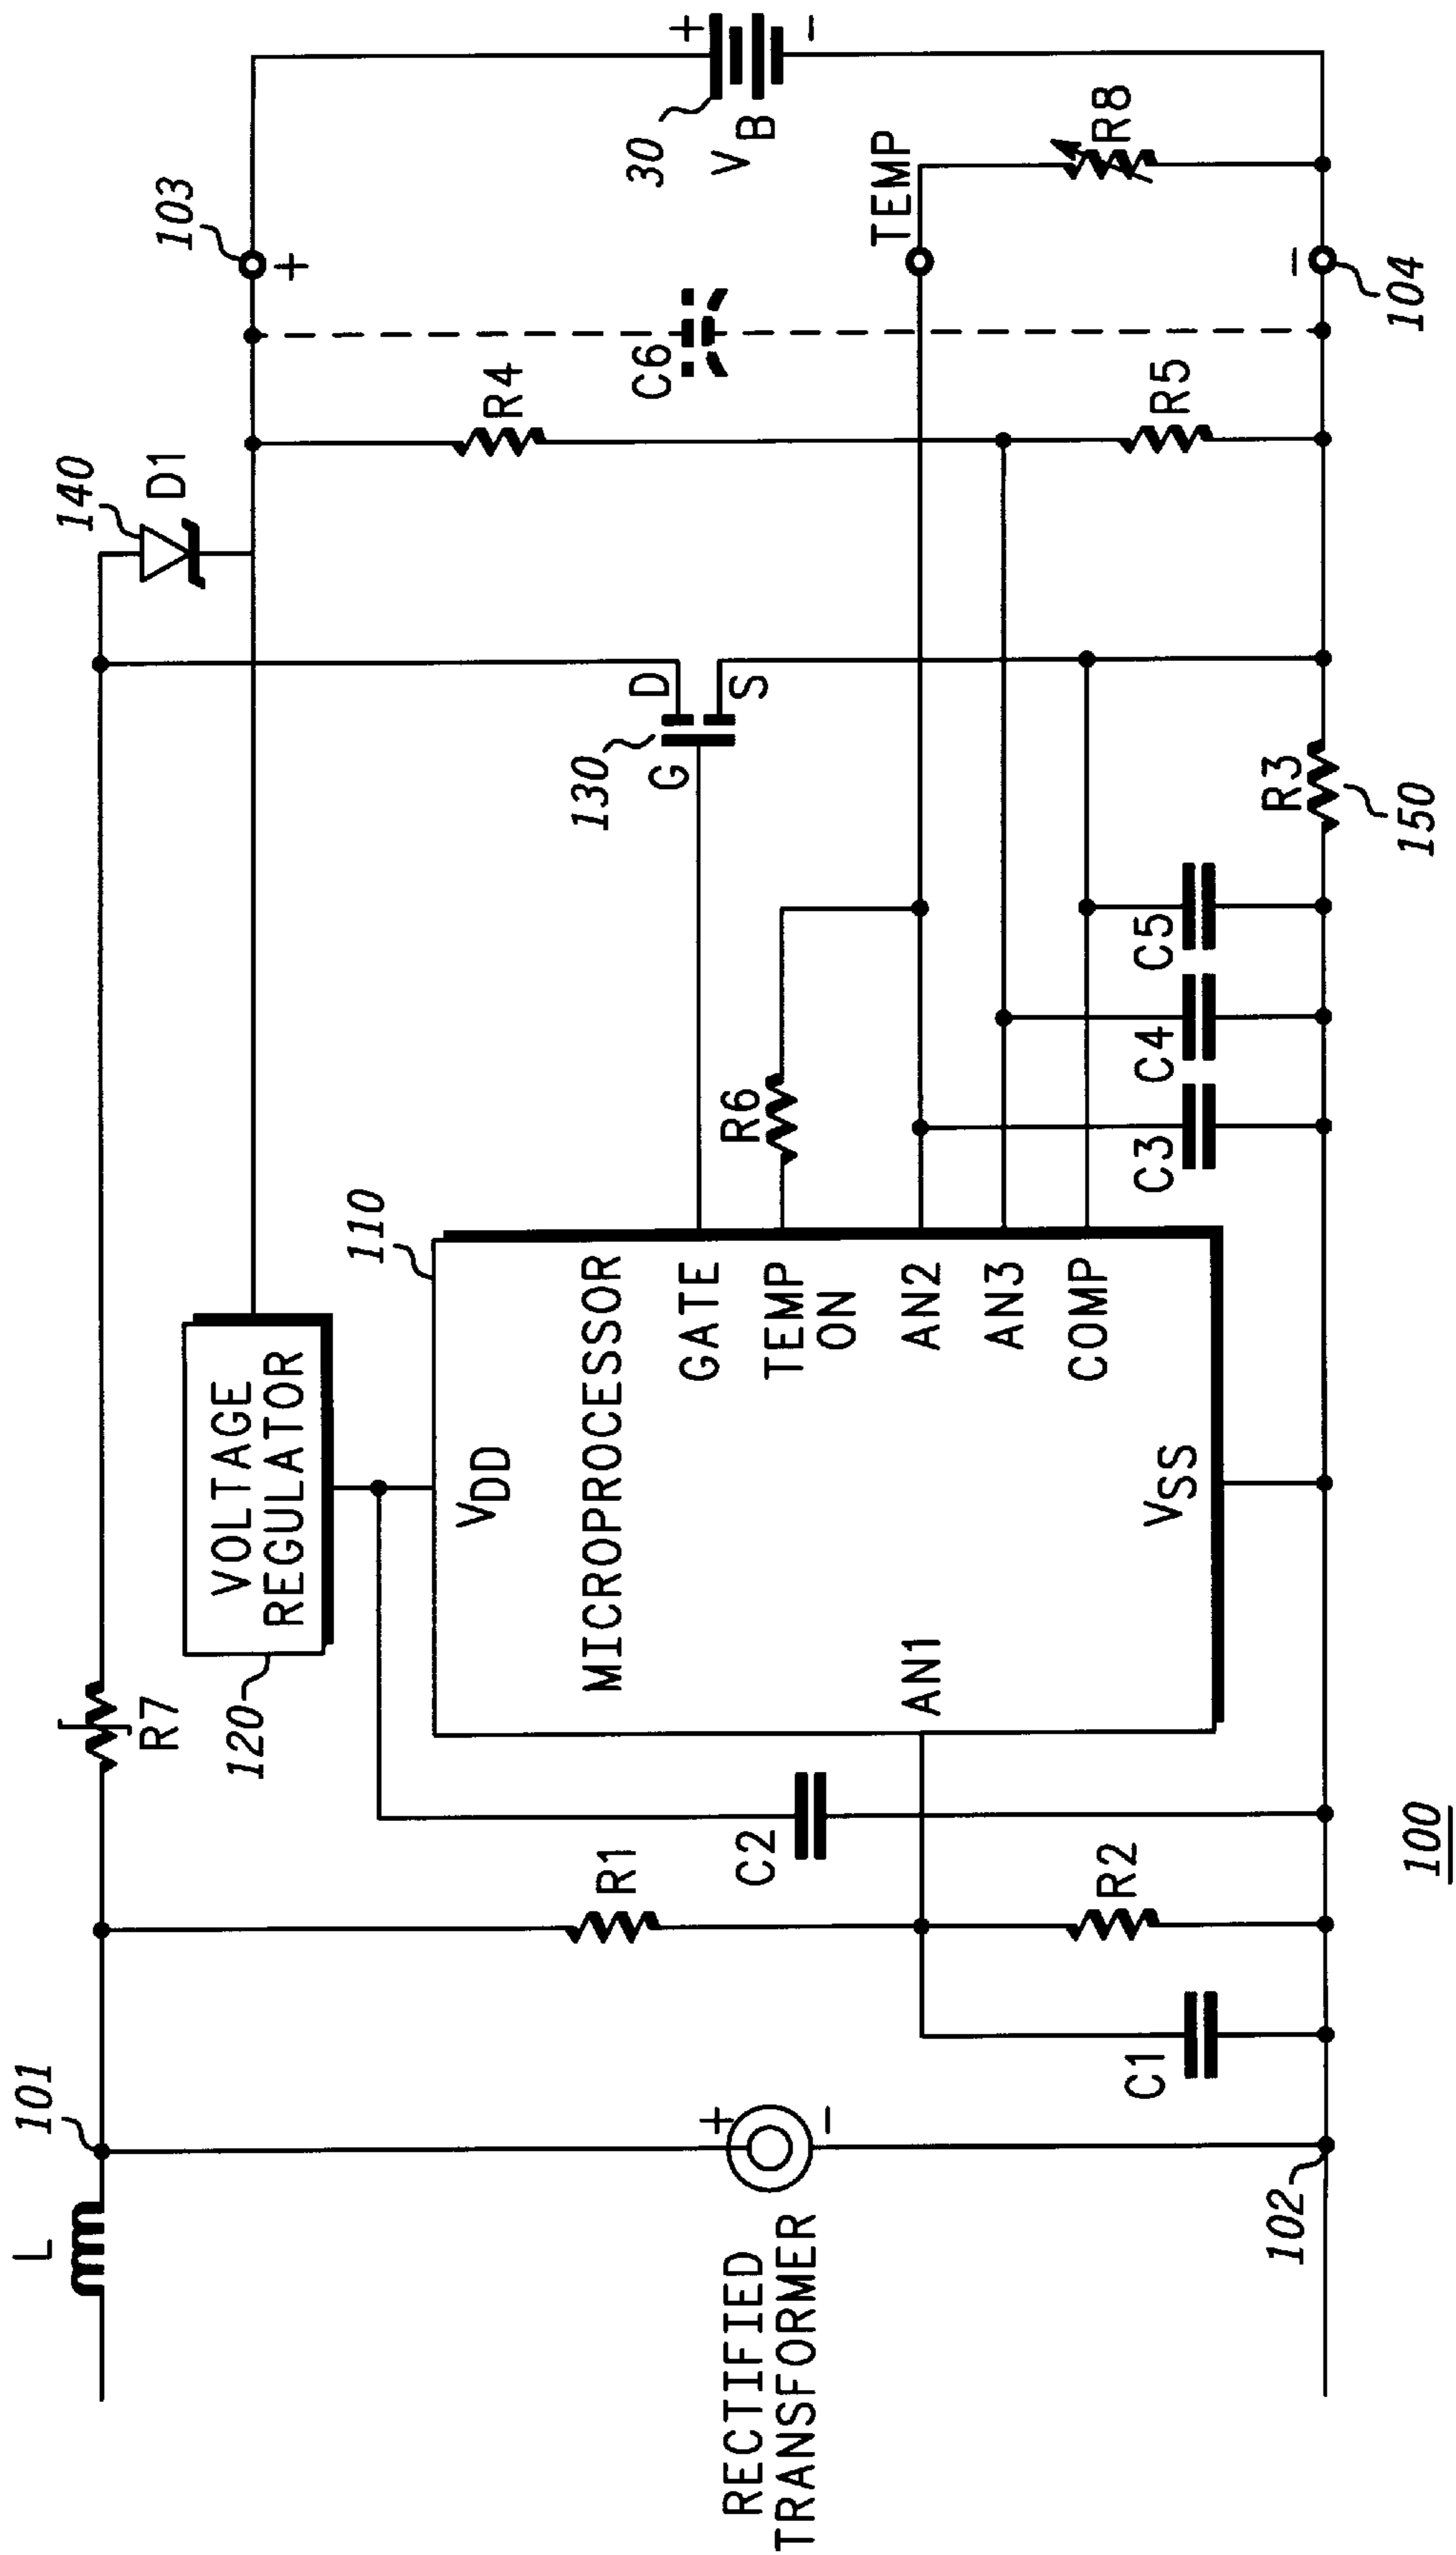 L
101
R7
140
D1
103
+
120
VOLTAGE
REGULATOR
110
VDD
MICROPROCESSOR
GATE
TEMP
ON
AN2
AN3
COMP
AN1
VSS
R1
R2
C1
C2
R6
C3
C4
C5
130
G
D
S
R4
R5
C6
30
+
VB
−
TEMP
R8
RECTIFIED
TRANSFORMER
+
−
102
R3
150
−
104
100